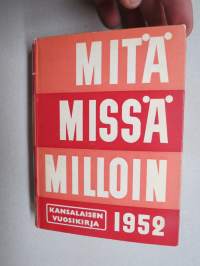 MITÄ
MISSÄ
MILLOIN
KANSALAISEN
VUOSIKIRJA
1952